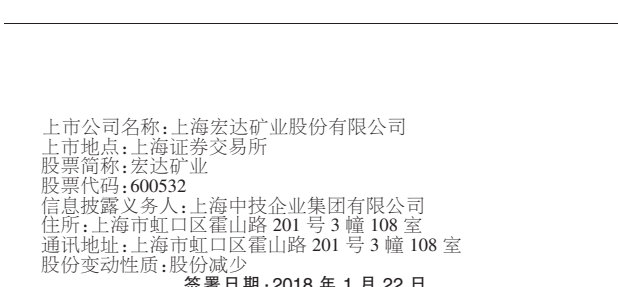 上市公司名称:上海宏达矿业股份有限公司
上市地点:上海证券交易所
股票简称:宏达矿业
股票代码:600532
信息披露义务人:上海中技企业集团有限公司
住所:上海市虹口区霍山路 201 号 3 幢 108 室
通讯地址:上海市虹口区霍山路 201 号 3 幢 108 室
股份变动性质:股份减少
签署日期:2018 年 1 月 22 日